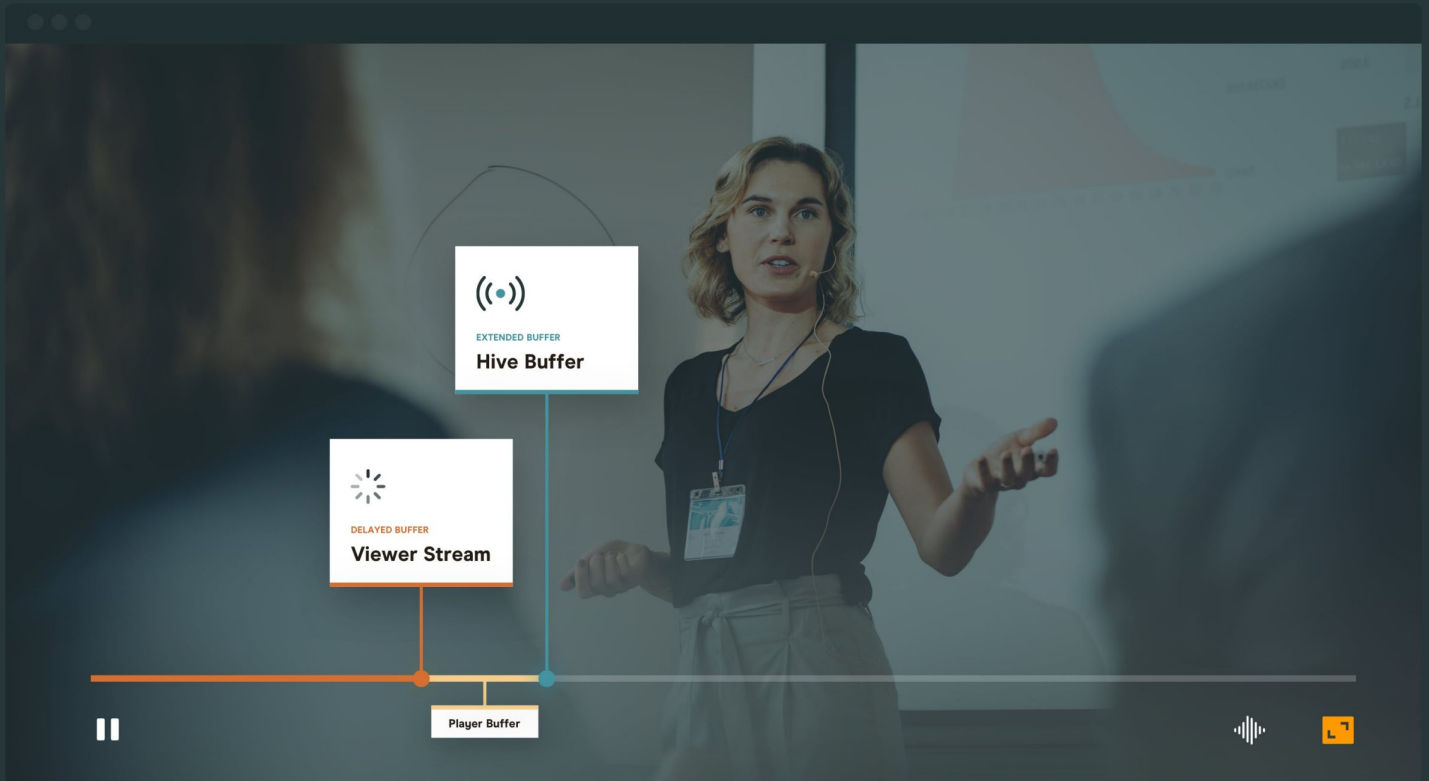 EXTENDED BUFFER
Hive Buffer
DELAYED BUFFER
Viewer Stream
Player Buffer